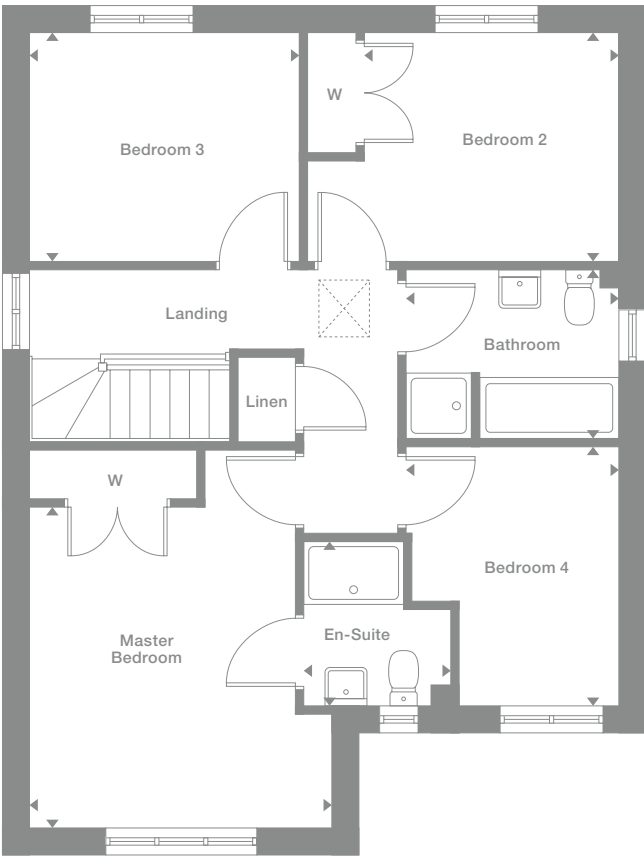 W
Bedroom 3
Bedroom 2
Landing
Bathroom
Linen
W
Bedroom 4
En-Suite
Master
Bedroom